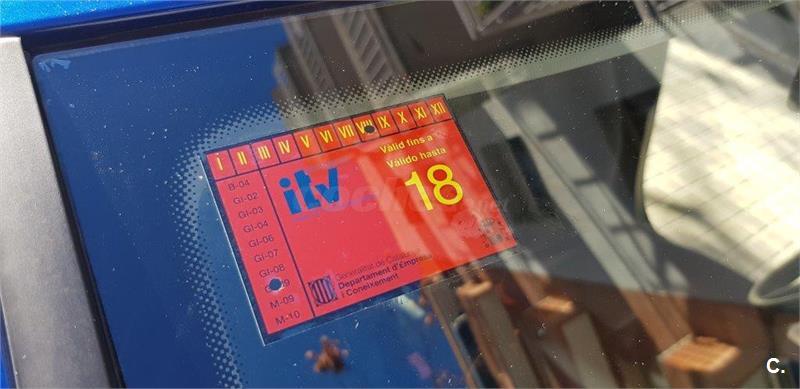 I II III IV V VI VII VIII IX X XI XII
Vàlid fins a
Válido hasta
18
itv
B-04
GI-02
GI-03
GI-04
GI-06
GI-07
GI-08
M-09
M-10
Generalitat de Catalunya
Departament d'Empresa
i Coneixement
C.